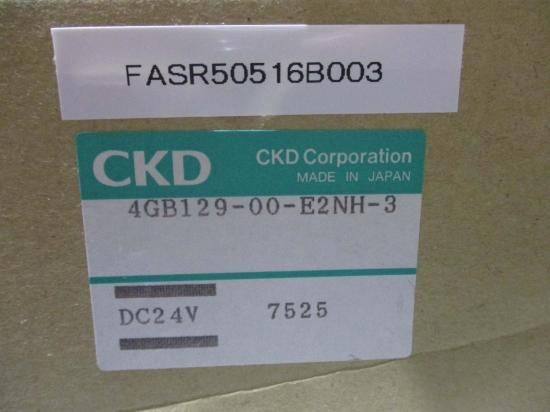 FASR50516B003
CKD
CKD Corporation
MADE IN JAPAN
4GB129-00-E2NH-3
DC24V 7525